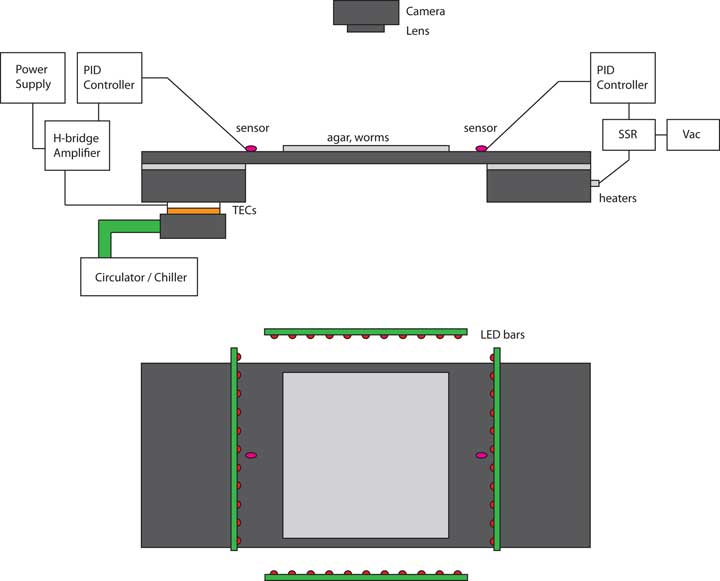 Camera
Lens
Power
Supply
PID
Controller
PID
Controller
H-bridge
Amplifier
sensor
agar, worms
sensor
SSR
Vac
heaters
TECs
Circulator / Chiller
LED bars